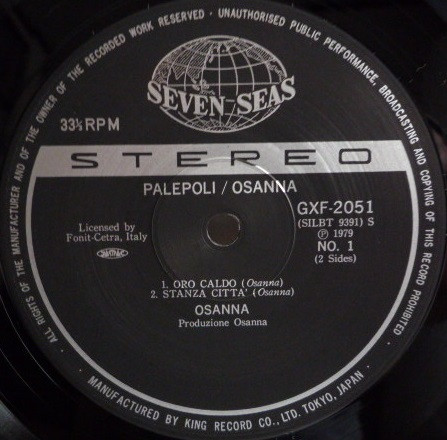 ALL RIGHTS OF THE MANUFACTURER AND OF THE OWNER OF THE RECORDED WORK RESERVED · UNAUTHORISED PUBLIC PERFORMANCE, BROADCASTING AND COPYING OF THIS RECORD PROHIBITED ·
SEVEN-SEAS
33⅓ RPM
STEREO
PALEPOLI / OSANNA
GXF-2051
(SILBT 9391) S
Ⓟ 1979
NO. 1
(2 Sides)
Licensed by
Fonit-Cetra, Italy
1. ORO CALDO (Osanna)
2. STANZA CITTA' (Osanna)
OSANNA
Produzione Osanna
MANUFACTURED BY KING RECORD CO., LTD. TOKYO, JAPAN ·